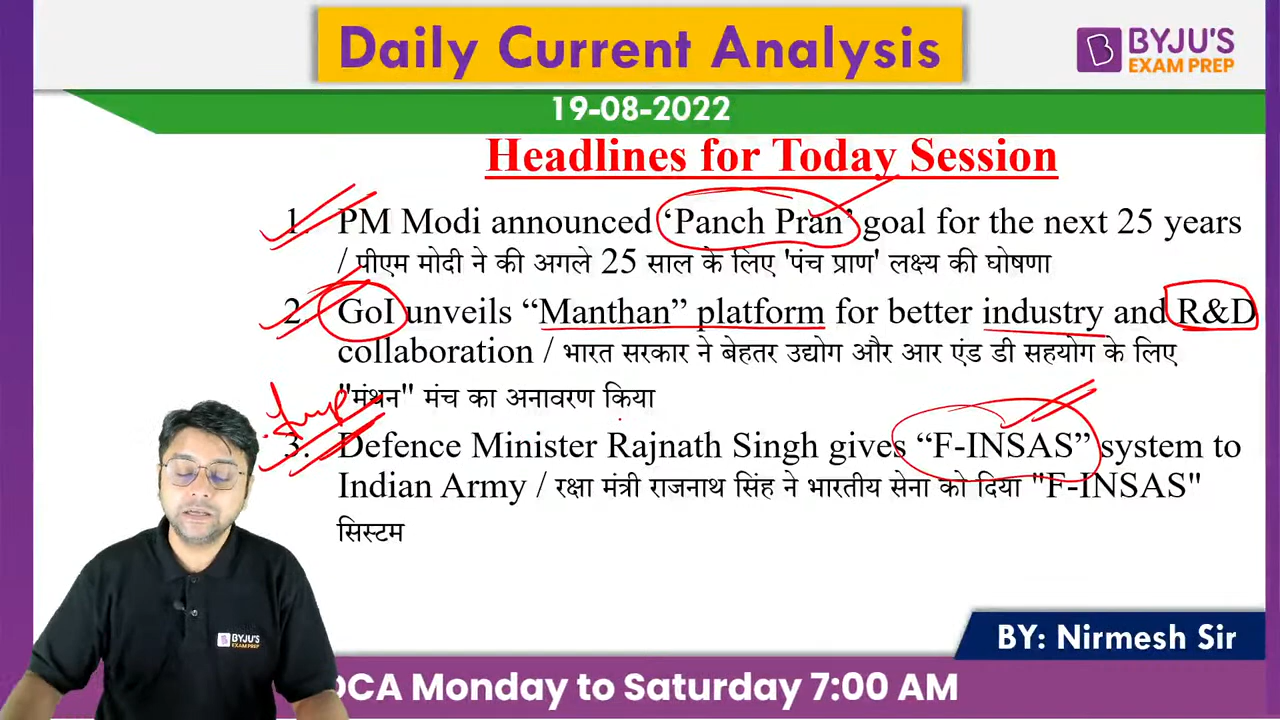 Daily Current Analysis
BYJU'S
EXAM PREP
19-08-2022
Headlines for Today Session
1. PM Modi announced ‘Panch Pran’ goal for the next 25 years
/ पीएम मोदी ने की अगले 25 साल के लिए 'पंच प्राण' लक्ष्य की घोषणा
2. GoI unveils “Manthan” platform for better industry and R&D
collaboration / भारत सरकार ने बेहतर उद्योग और आर एंड डी सहयोग के लिए
"मंथन" मंच का अनावरण किया
Imp
3. Defence Minister Rajnath Singh gives “F-INSAS” system to
Indian Army / रक्षा मंत्री राजनाथ सिंह ने भारतीय सेना को दिया "F-INSAS"
सिस्टम
BYJU'S
EXAM PREP
BY: Nirmesh Sir
DCA Monday to Saturday 7:00 AM